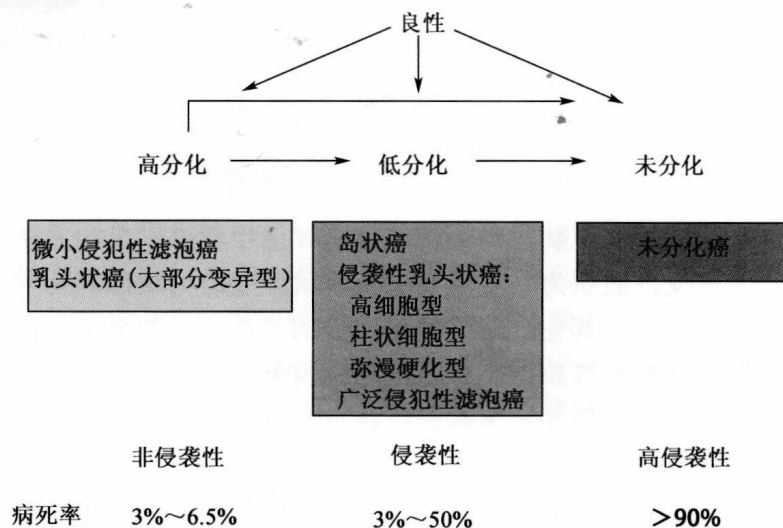 良性
高分化 低分化 未分化
微小侵犯性滤泡癌
乳头状癌(大部分变异型)
岛状癌
侵袭性乳头状癌：
高细胞型
柱状细胞型
弥漫硬化型
广泛侵犯性滤泡癌
未分化癌
非侵袭性 侵袭性 高侵袭性
病死率 3%～6.5% 3%～50% ＞90%